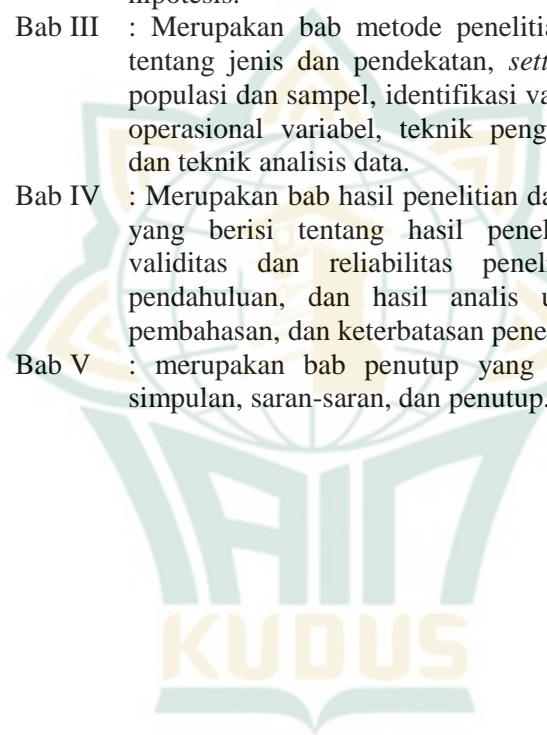 hipotesis.
Bab III : Merupakan bab metode penelitia
tentang jenis dan pendekatan, sett
populasi dan sampel, identifikasi va
operasional variabel, teknik peng
dan teknik analisis data.
Bab IV : Merupakan bab hasil penelitian da
yang berisi tentang hasil penel
validitas dan reliabilitas penel
pendahuluan, dan hasil analis u
pembahasan, dan keterbatasan pene
Bab V : merupakan bab penutup yang
simpulan, saran-saran, dan penutup.
IAIN
KUDUS